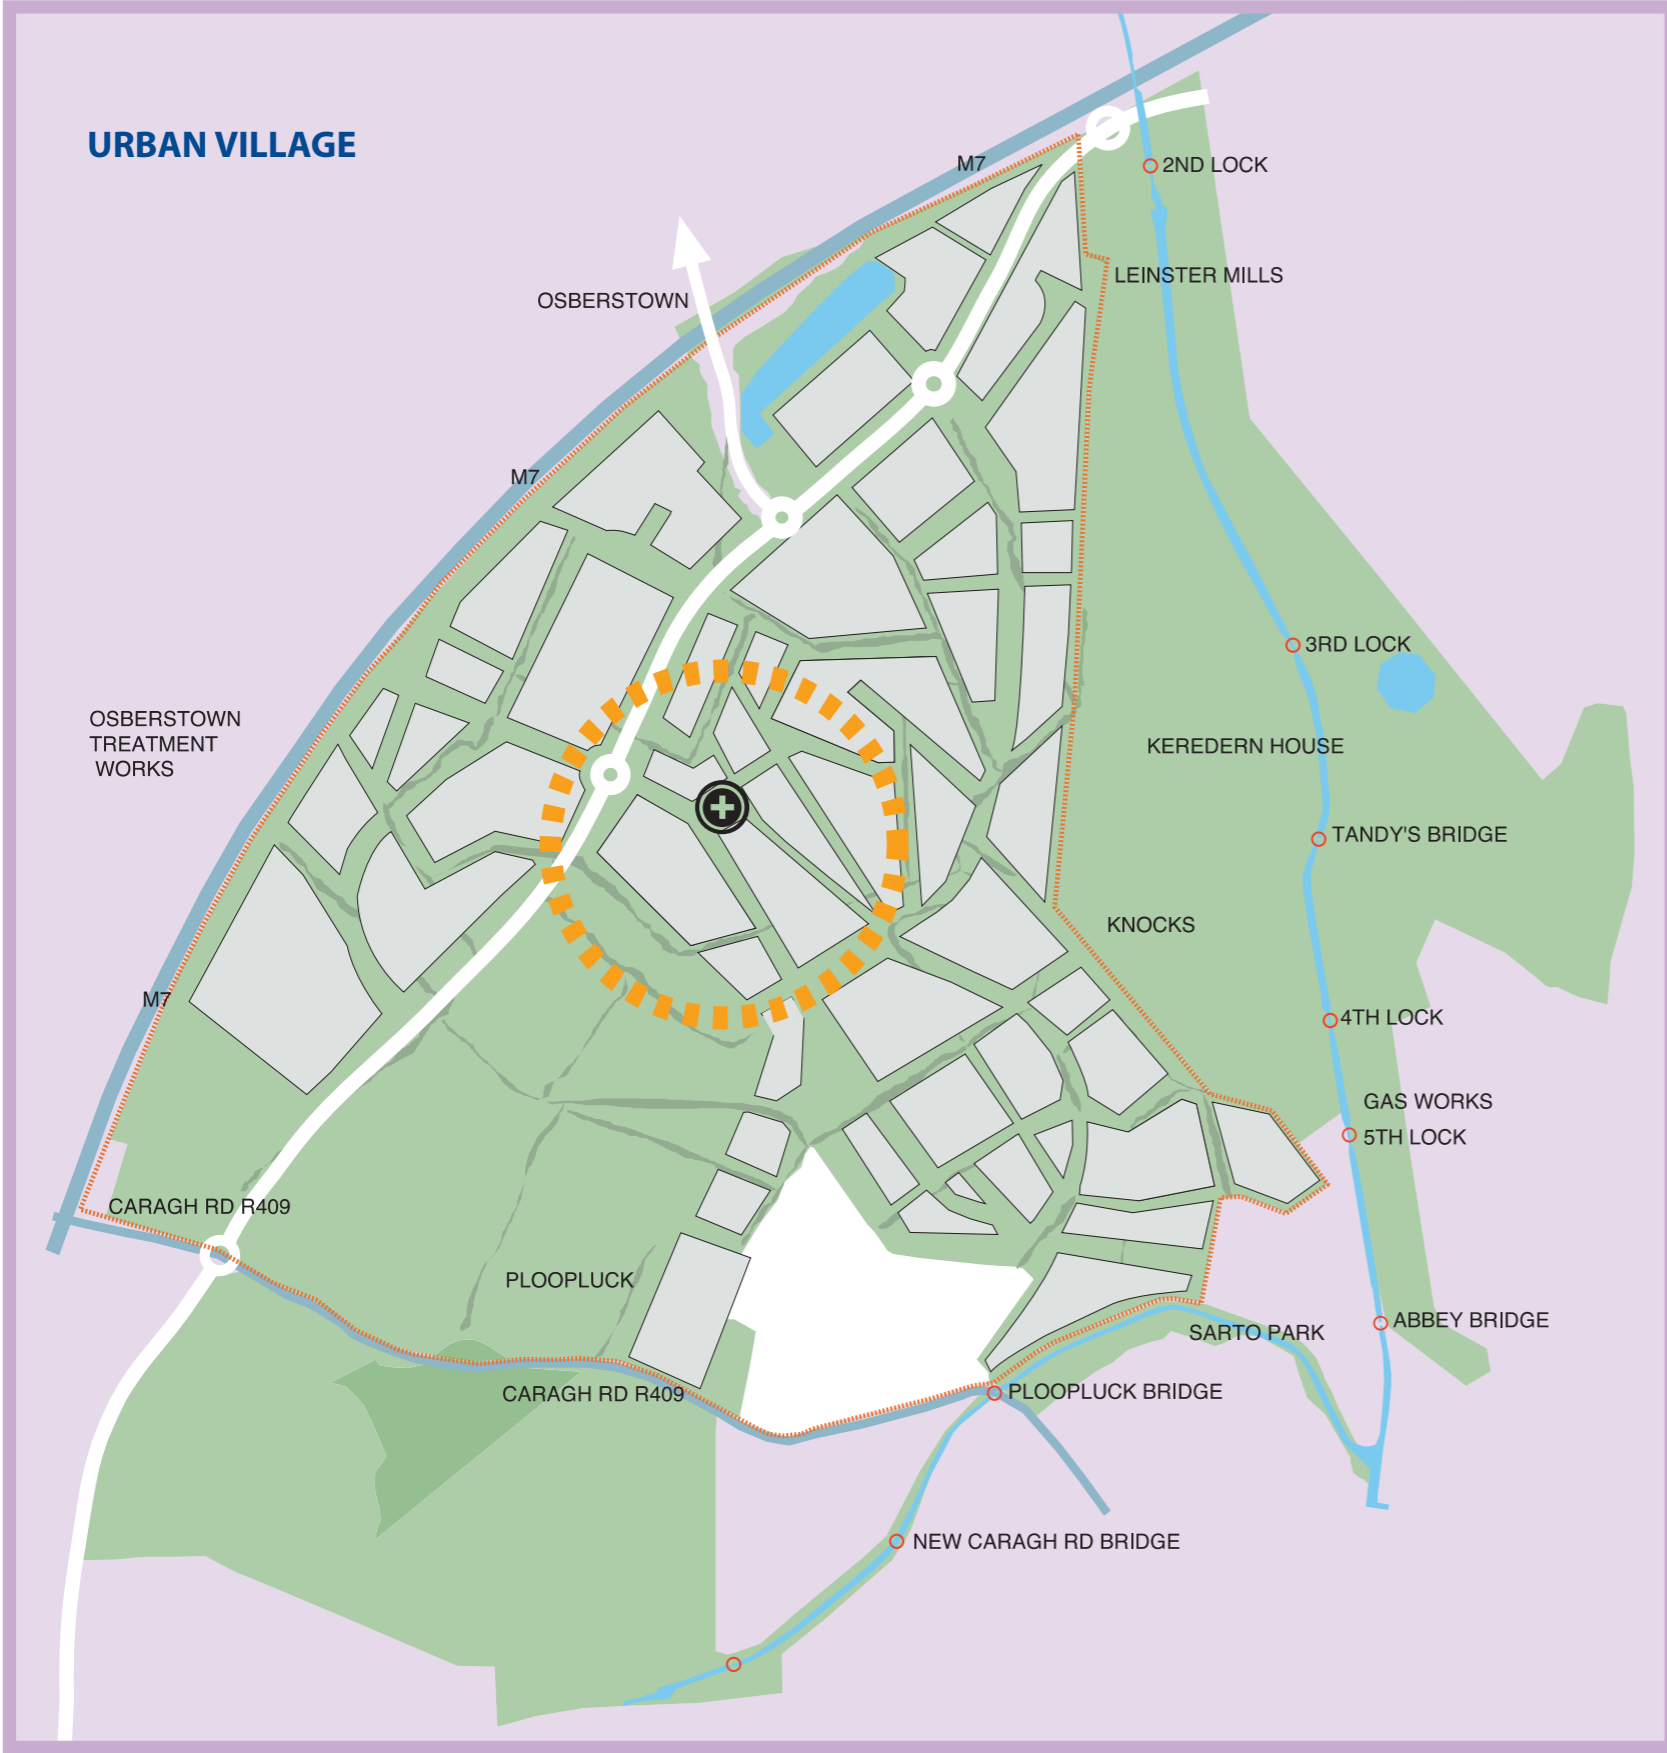 URBAN VILLAGE
M7
2ND LOCK
LEINSTER MILLS
OSBERSTOWN
M7
3RD LOCK
OSBERSTOWN
TREATMENT
WORKS
KEREDERN HOUSE
TANDY'S BRIDGE
KNOCKS
M7
4TH LOCK
GAS WORKS
5TH LOCK
CARAGH RD R409
PLOOPLUCK
ABBEY BRIDGE
SARTO PARK
CARAGH RD R409
PLOOPLUCK BRIDGE
NEW CARAGH RD BRIDGE